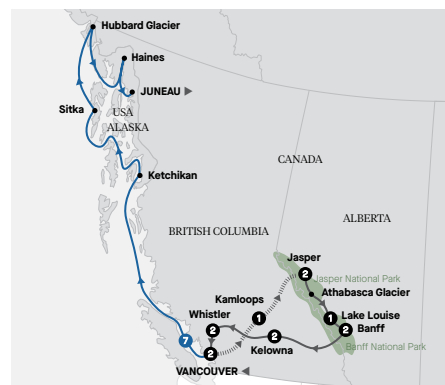 Hubbard Glacier
Haines
JUNEAU
Sitka
USA
ALASKA
CANADA
Ketchikan
ALBERTA
BRITISH COLUMBIA
Jasper
2
Jasper National Park
Athabasca Glacier
Kamloops
1
Whistler
2
1
Lake Louise
2
Banff
7
2
Kelowna
Banff National Park
2
VANCOUVER